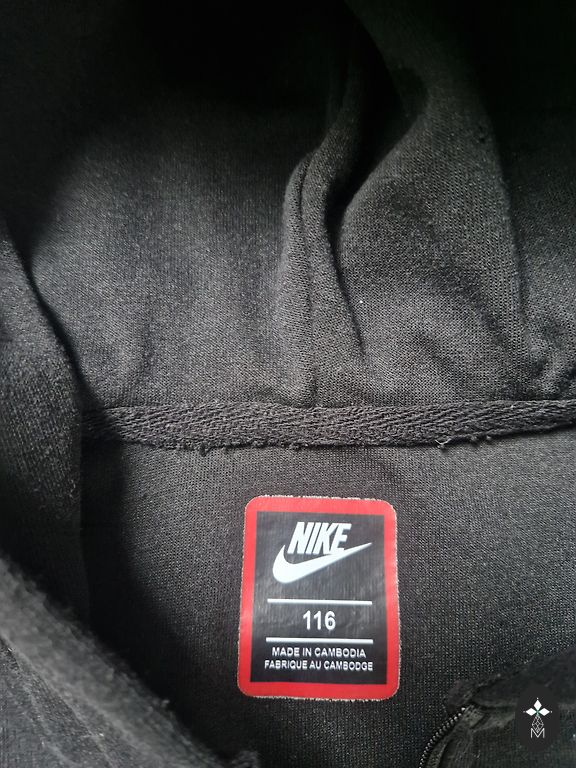 NIKE
116
MADE IN CAMBODIA
FABRIQUE AU CAMBODGE
M